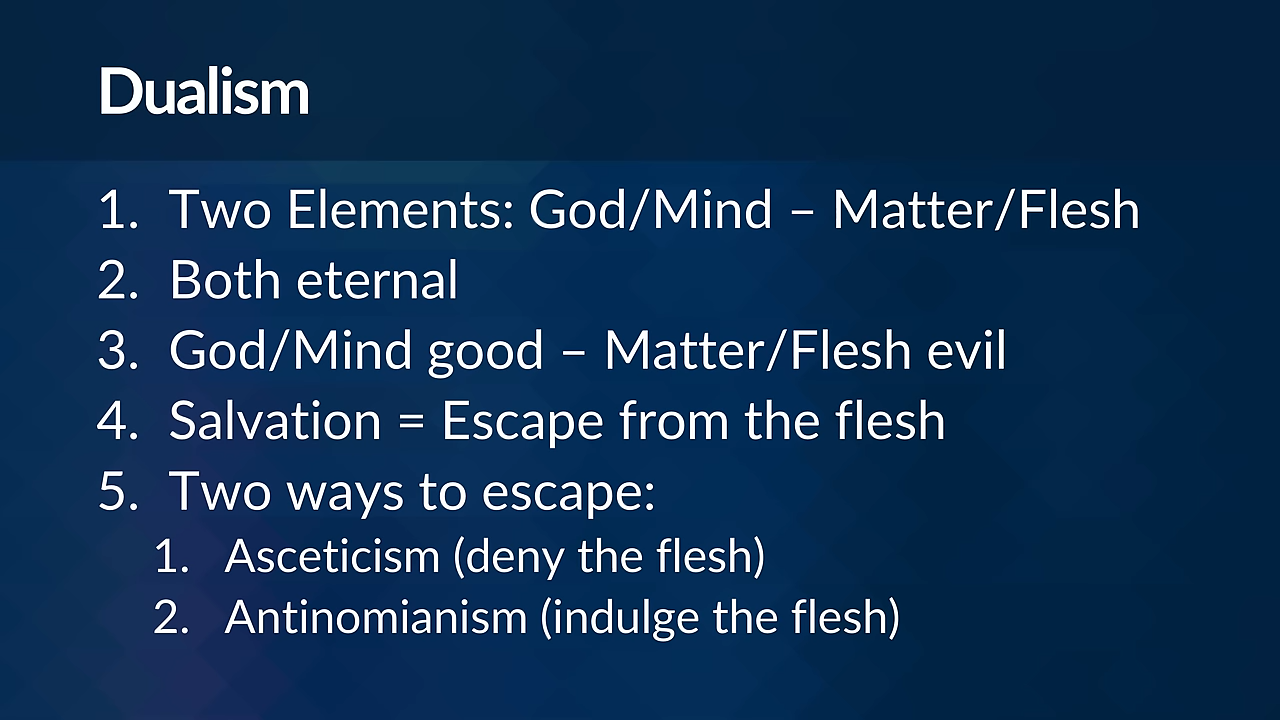 Dualism
1. Two Elements: God/Mind – Matter/Flesh
2. Both eternal
3. God/Mind good – Matter/Flesh evil
4. Salvation = Escape from the flesh
5. Two ways to escape:
1. Asceticism (deny the flesh)
2. Antinomianism (indulge the flesh)